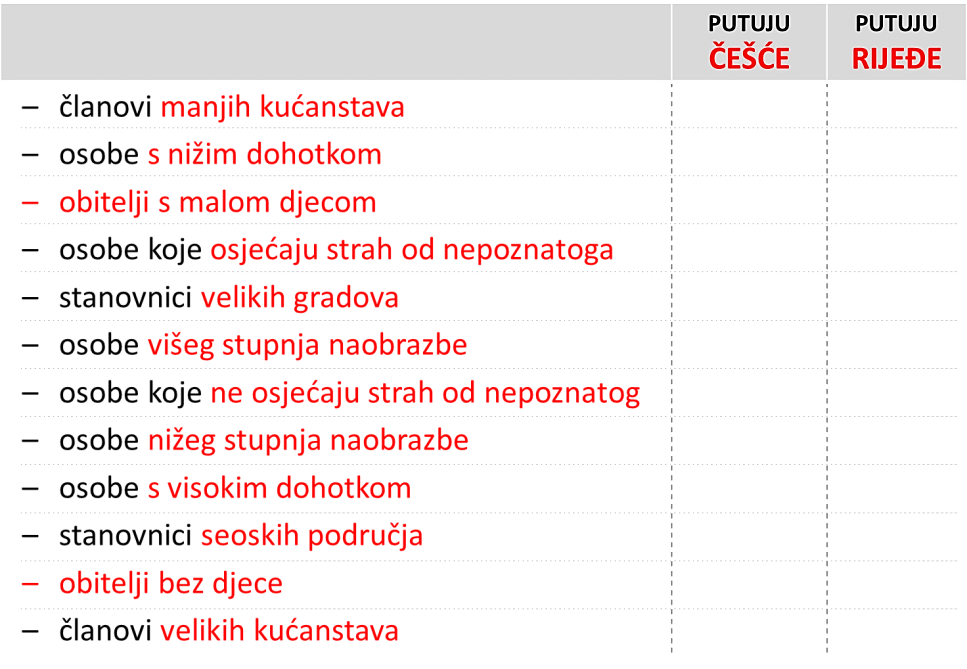 PUTUJU ČEŠĆE
PUTUJU RIJEĐE
– članovi manjih kućanstava
– osobe s nižim dohotkom
– obitelji s malom djecom
– osobe koje osjećaju strah od nepoznatoga
– stanovnici velikih gradova
– osobe višeg stupnja naobrazbe
– osobe koje ne osjećaju strah od nepoznatog
– osobe nižeg stupnja naobrazbe
– osobe s visokim dohotkom
– stanovnici seoskih područja
– obitelji bez djece
– članovi velikih kućanstava